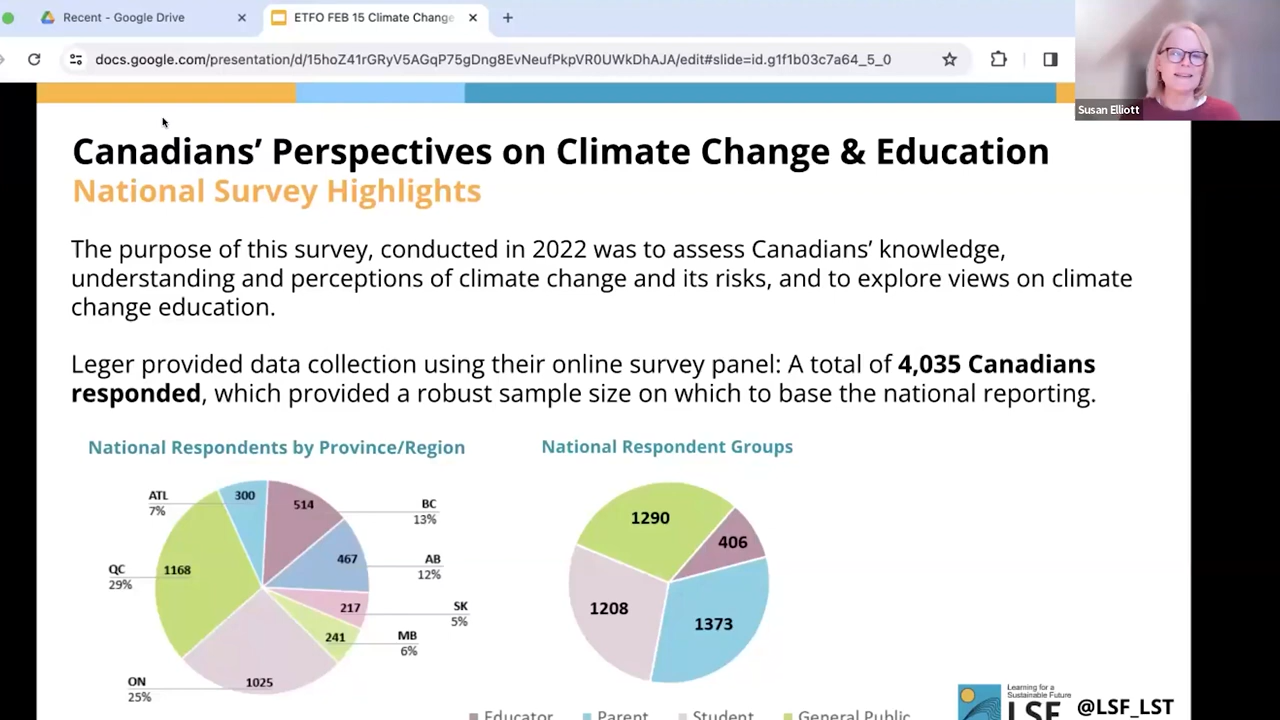 Recent - Google Drive
ETFO FEB 15 Climate Change
docs.google.com/presentation/d/15hoZ41rGRyV5AGqP75gDng8EvNeufPkpVR0UWkDhAJA/edit#slide=id.g1f1b03c7a64_5_0
Susan Elliott
Canadians’ Perspectives on Climate Change & Education
National Survey Highlights
The purpose of this survey, conducted in 2022 was to assess Canadians’ knowledge,
understanding and perceptions of climate change and its risks, and to explore views on climate
change education.
Leger provided data collection using their online survey panel: A total of 4,035 Canadians
responded, which provided a robust sample size on which to base the national reporting.
National Respondents by Province/Region
ATL
7%
300
514
BC
13%
467
AB
12%
QC
29%
1168
217
SK
5%
241
MB
6%
ON
25%
1025
National Respondent Groups
1290
406
1208
1373
Educator
Parent
Student
General Public
Learning for a
Sustainable Future
LSF
@LSF_LST